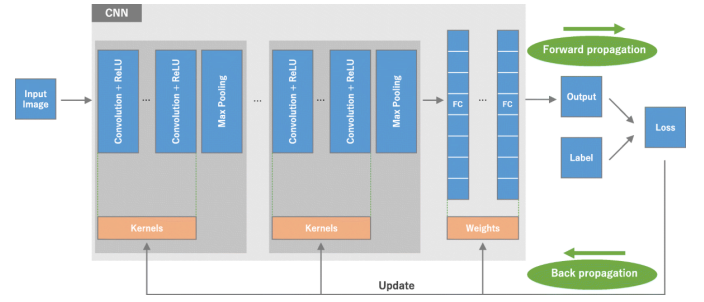 CNN
Forward propagation
Input
Image
Convolution + ReLU
...
Convolution + ReLU
Max Pooling
...
Convolution + ReLU
...
Convolution + ReLU
Max Pooling
FC
...
FC
Output
Label
Loss
Kernels
Kernels
Weights
Back propagation
Update